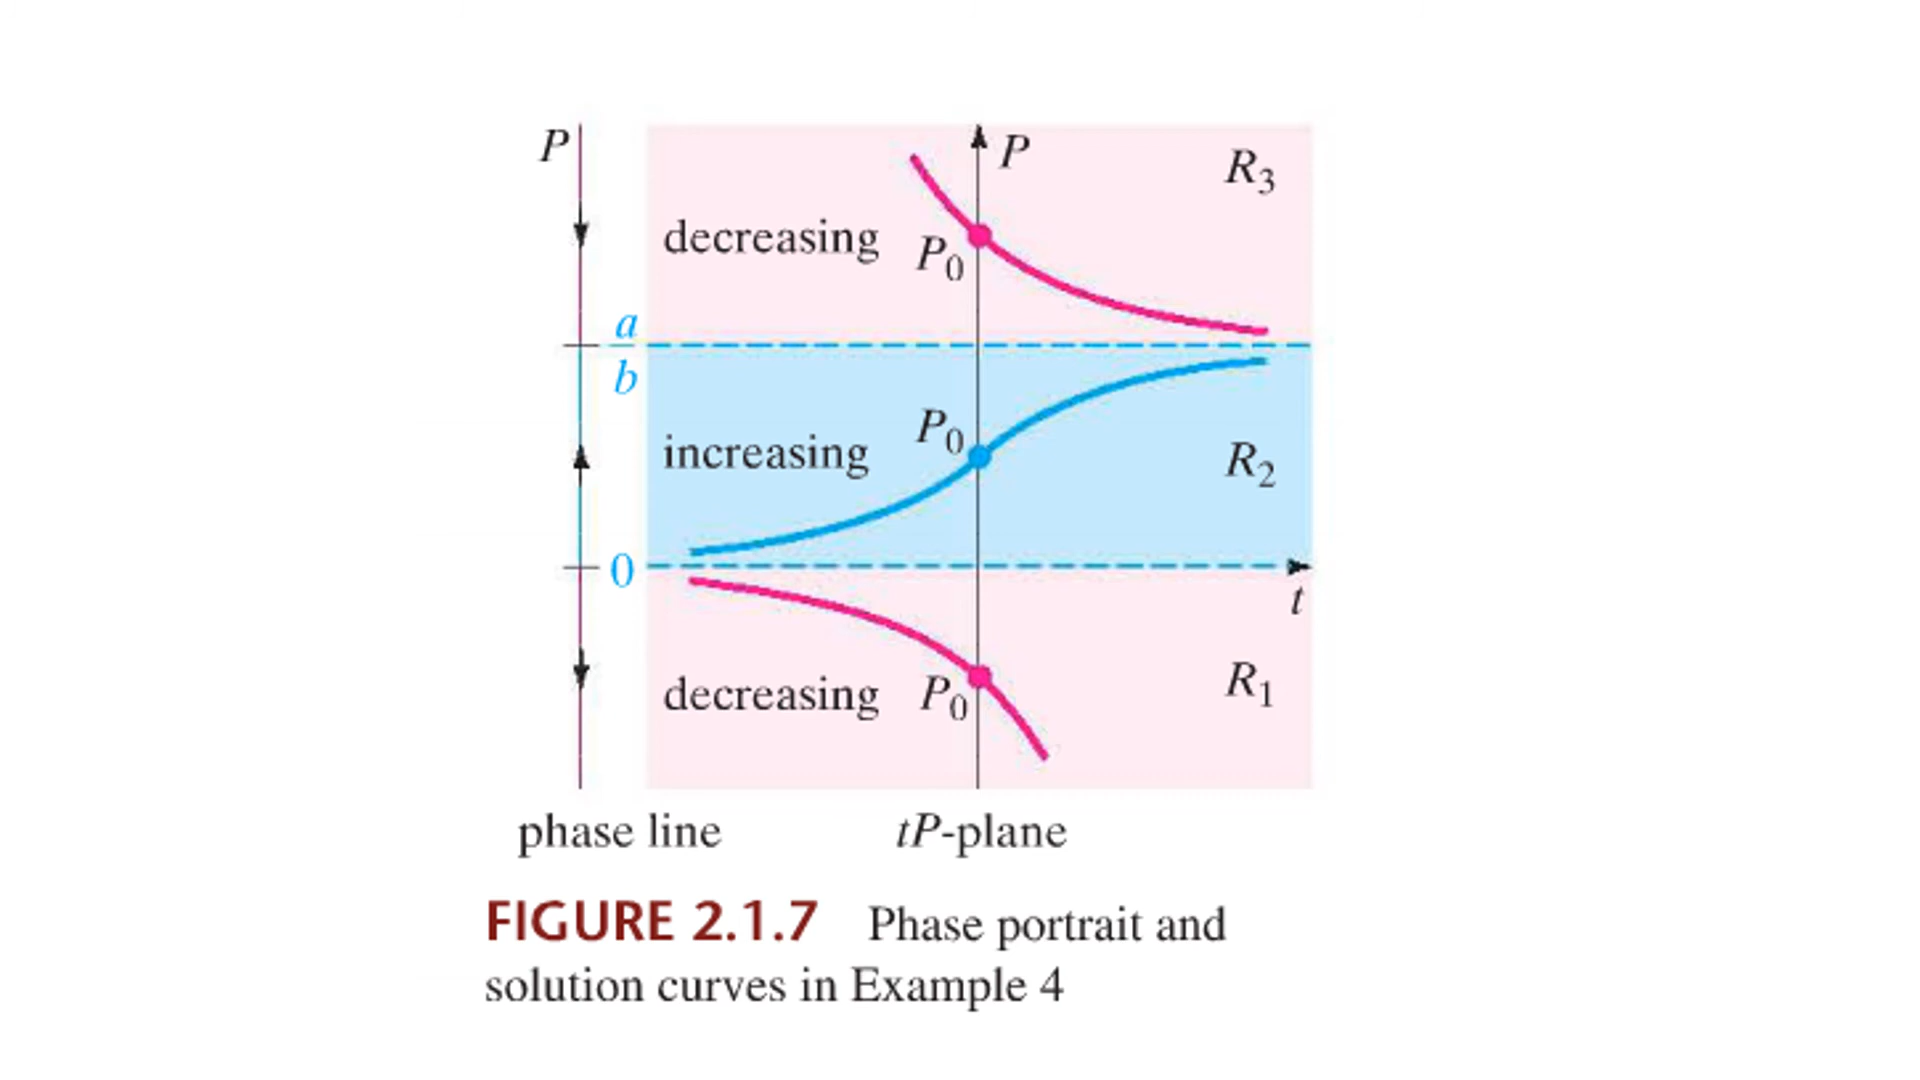 P
P
R₃
decreasing
P₀
a
b
P₀
increasing
R₂
0
t
decreasing
P₀
R₁
phase line
tP-plane
FIGURE 2.1.7 Phase portrait and
solution curves in Example 4